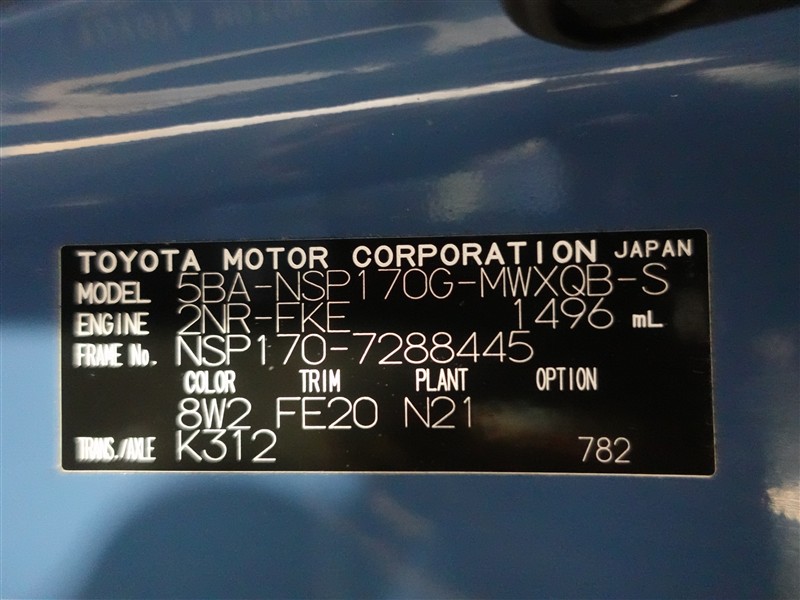 TOYOTA MOTOR CORPORATION JAPAN
MODEL 5BA-NSP170G-MWXQB-S
ENGINE 2NR-FKE 1496 mL
FRAME No. NSP170-7288445
COLOR TRIM PLANT OPTION
8W2 FE20 N21
TRANS./AXLE K312 782